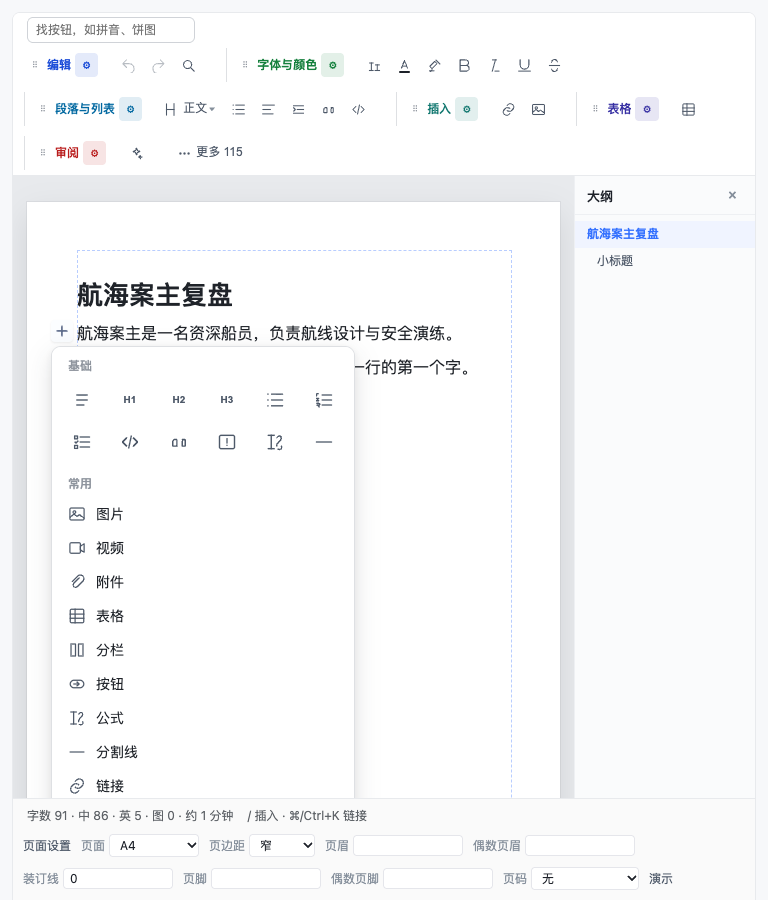 找按钮，如拼音、饼图
编辑 字体与颜色
段落与列表 正文 插入 表格
审阅 更多 115
大纲
航海案主复盘
小标题
航海案主复盘
航海案主是一名资深船员，负责航线设计与安全演练。
一行的第一个字。
基础
H1 H2 H3
常用
图片
视频
附件
表格
分栏
按钮
公式
分割线
链接
字数 91 · 中 86 · 英 5 · 图 0 · 约 1 分钟 / 插入 · ⌘/Ctrl+K 链接
页面设置 页面 A4 页边距 窄 页眉 偶数页眉
装订线 0 页脚 偶数页脚 页码 无 演示